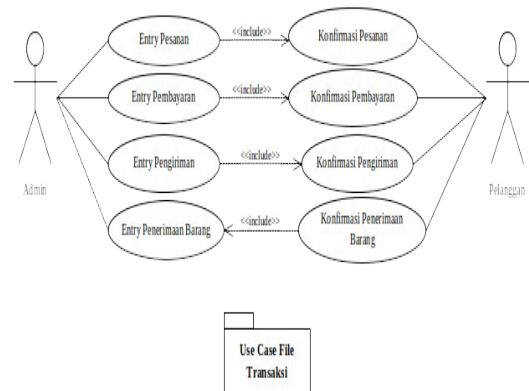 Entry Pesanan
<<include>>
Konfirmasi Pesanan
Entry Pembayaran
<<include>>
Konfirmasi Pembayaran
Entry Pengiriman
<<include>>
Konfirmasi Pengiriman
Admin
Pelanggan
Entry Penerimaan Barang
<<include>>
Konfirmasi Penerimaan
Barang
Use Case File
Transaksi